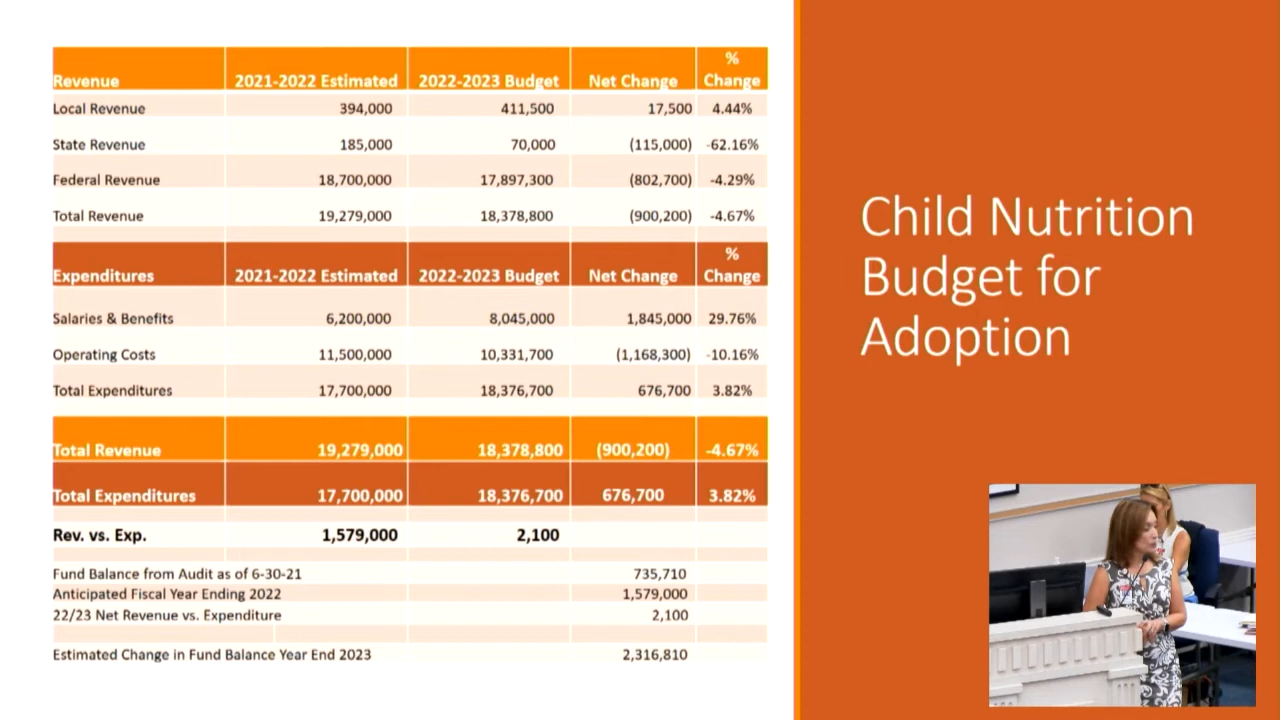 %
Revenue 2021-2022 Estimated 2022-2023 Budget Net Change Change
Local Revenue 394,000 411,500 17,500 4.44%
State Revenue 185,000 70,000 (115,000) -62.16%
Federal Revenue 18,700,000 17,897,300 (802,700) -4.29%
Total Revenue 19,279,000 18,378,800 (900,200) -4.67%
%
Expenditures 2021-2022 Estimated 2022-2023 Budget Net Change Change
Salaries & Benefits 6,200,000 8,045,000 1,845,000 29.76%
Operating Costs 11,500,000 10,331,700 (1,168,300) -10.16%
Total Expenditures 17,700,000 18,376,700 676,700 3.82%
Total Revenue 19,279,000 18,378,800 (900,200) -4.67%
Total Expenditures 17,700,000 18,376,700 676,700 3.82%
Rev. vs. Exp. 1,579,000 2,100
Fund Balance from Audit as of 6-30-21 735,710
Anticipated Fiscal Year Ending 2022 1,579,000
22/23 Net Revenue vs. Expenditure 2,100
Estimated Change in Fund Balance Year End 2023 2,316,810
Child Nutrition
Budget for
Adoption